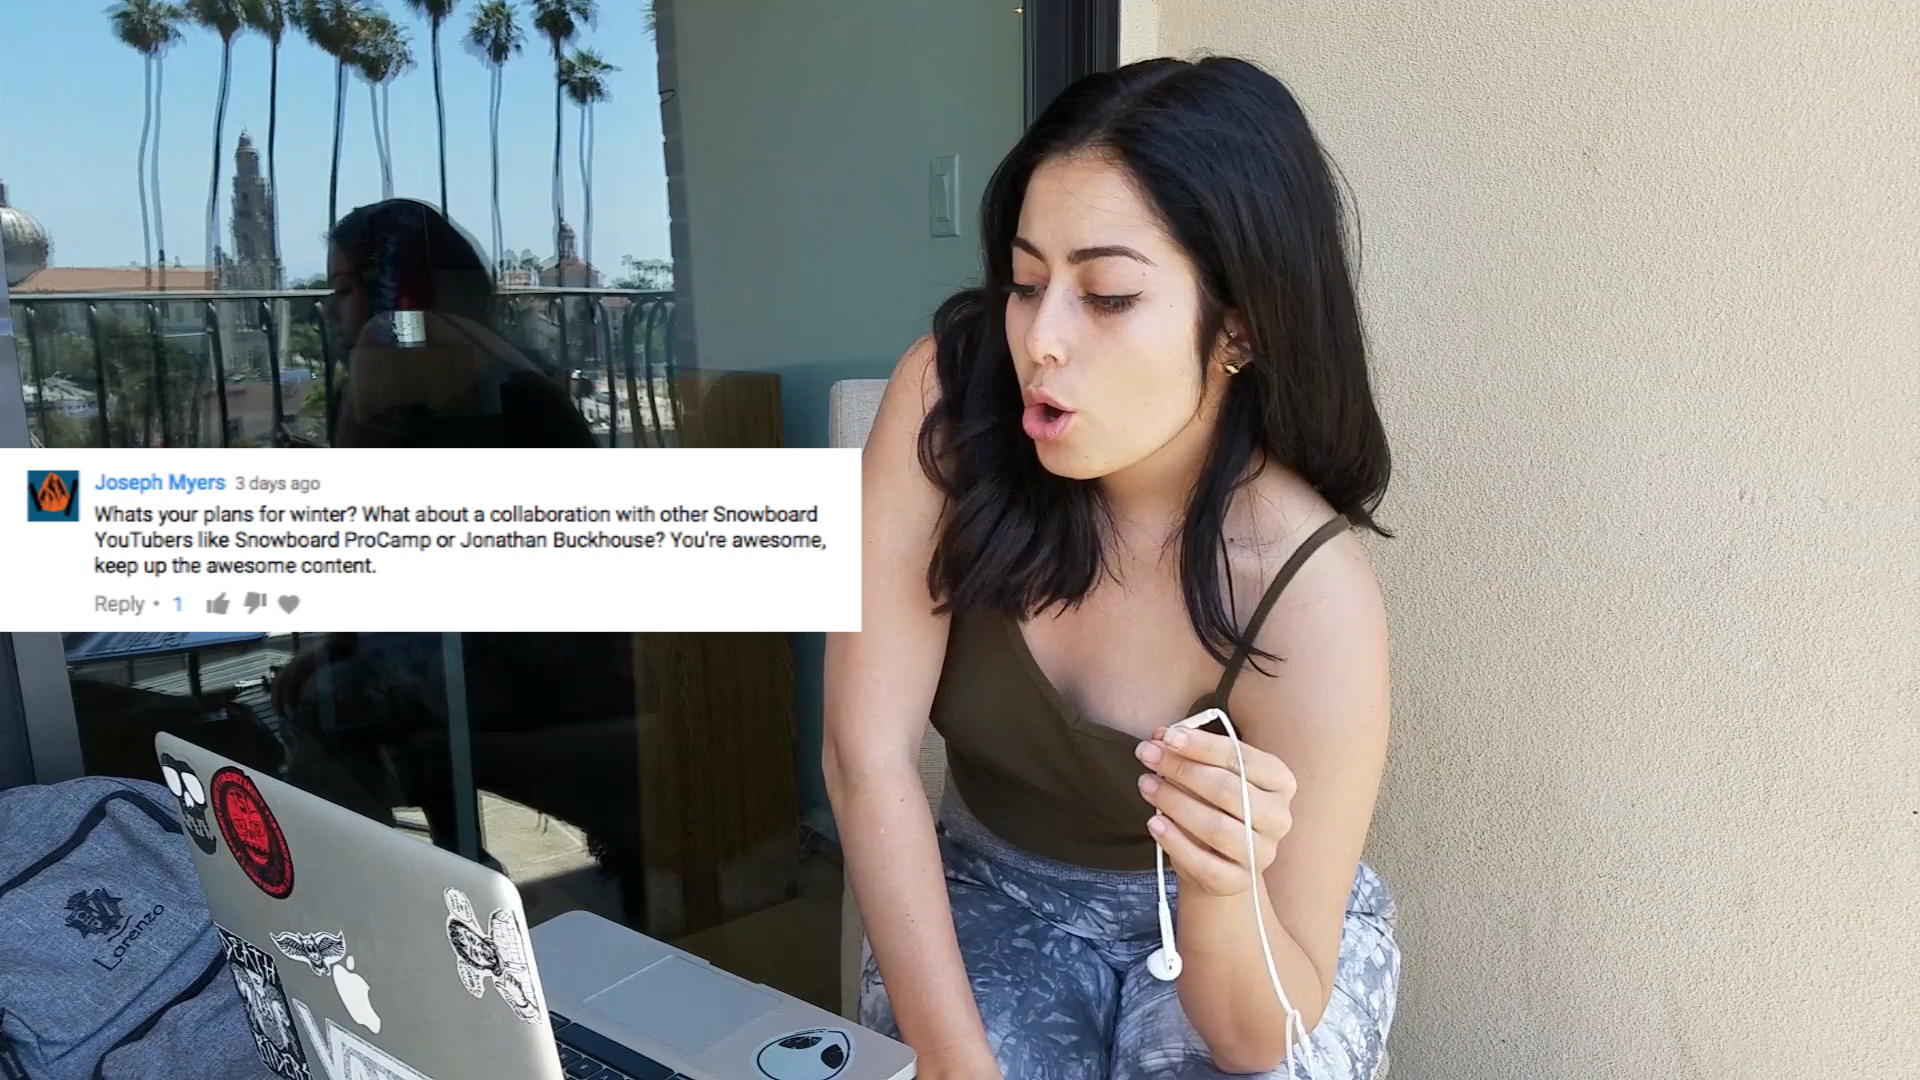 Joseph Myers 3 days ago
Whats your plans for winter? What about a collaboration with other Snowboard
YouTubers like Snowboard ProCamp or Jonathan Buckhouse? You're awesome,
keep up the awesome content.
Reply • 1
Lorenzo
DEATH